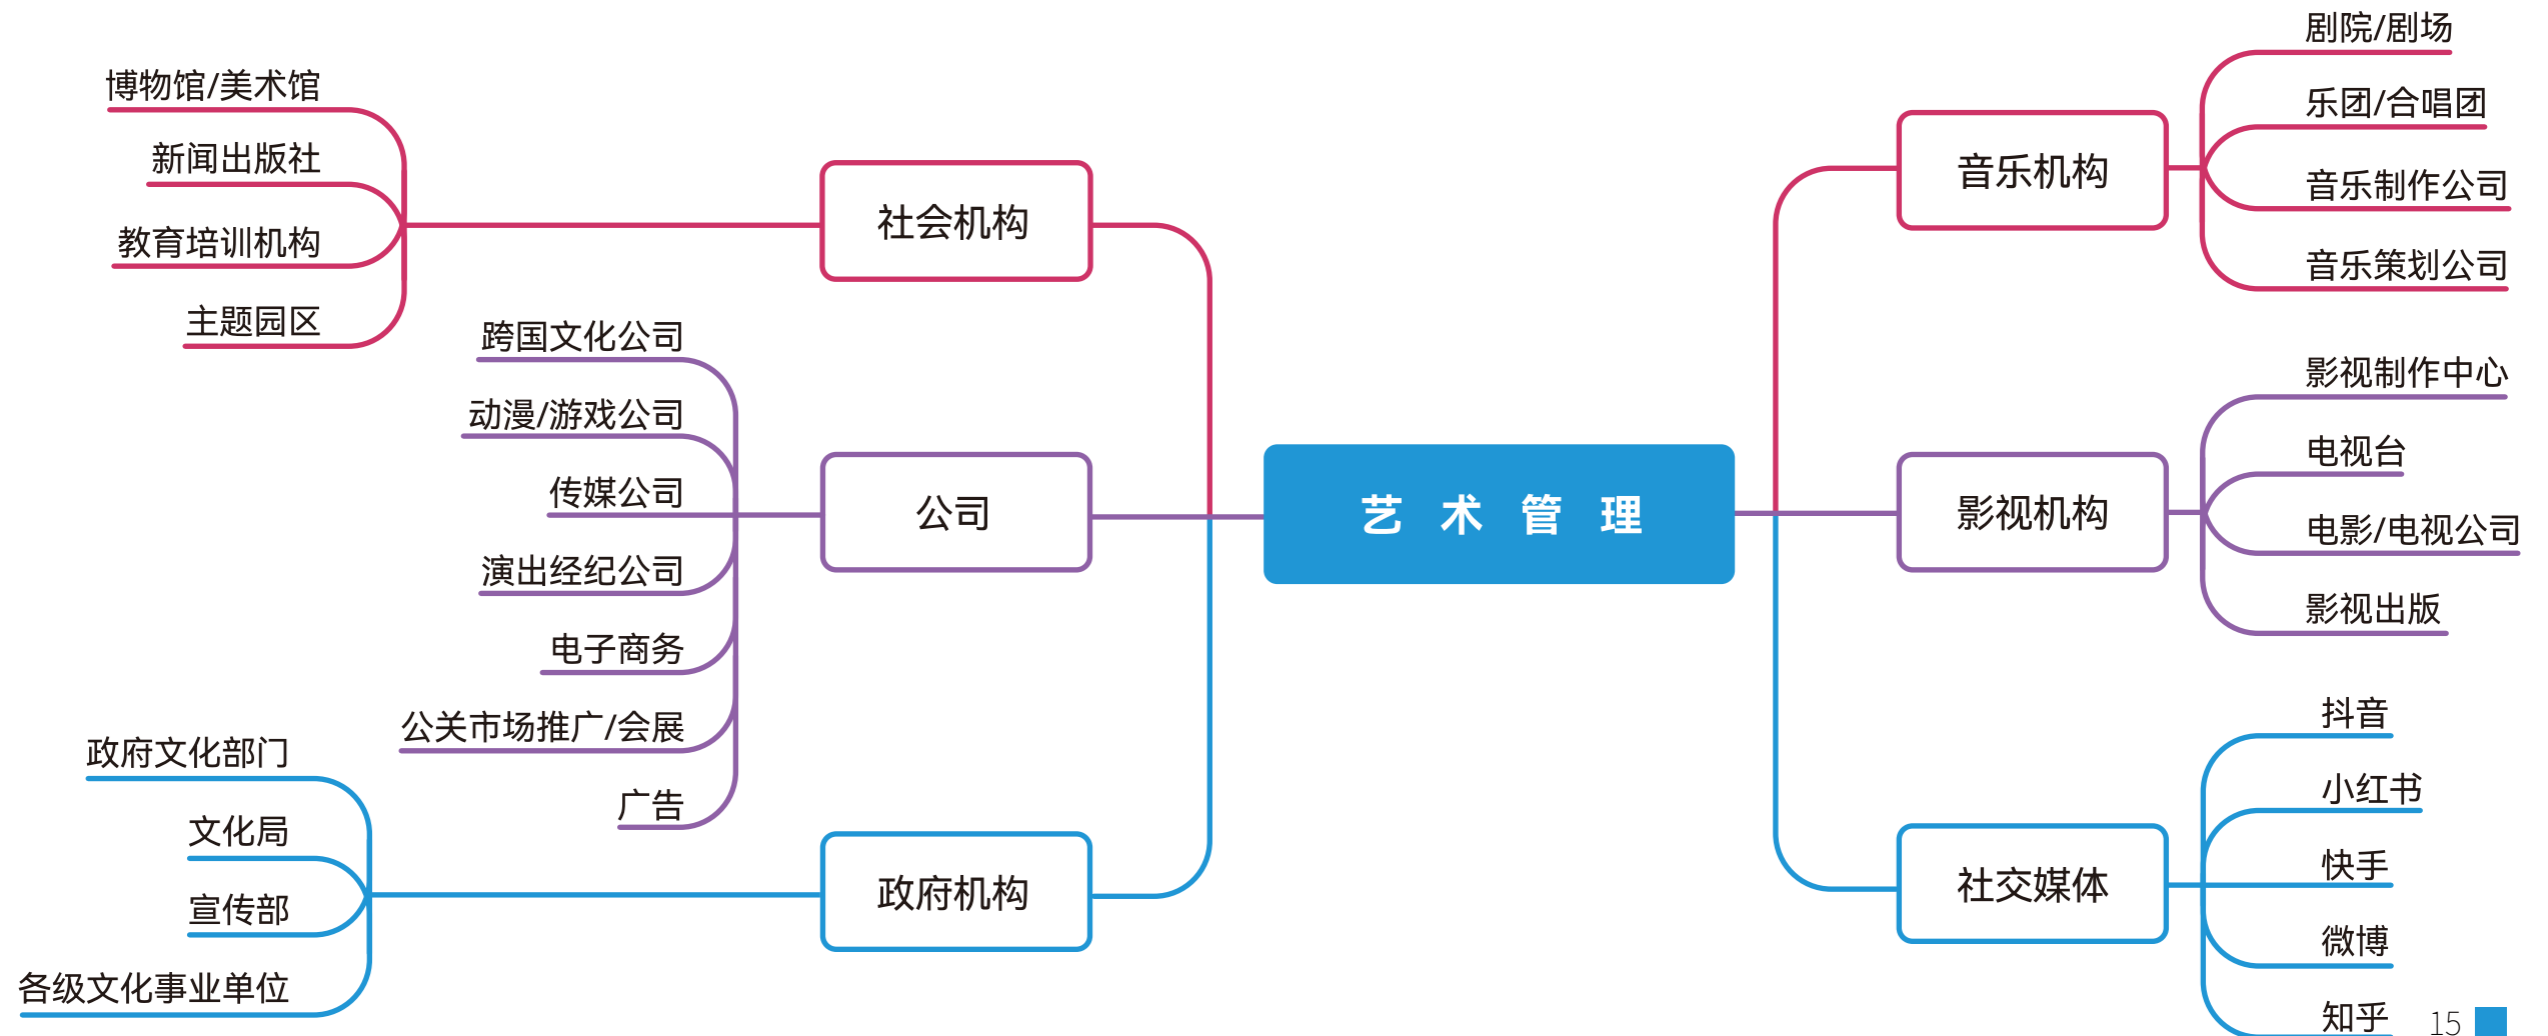 博物馆/美术馆
新闻出版社
教育培训机构
主题园区
社会机构
跨国文化公司
动漫/游戏公司
传媒公司
演出经纪公司
电子商务
公关市场推广/会展
广告
公司
政府文化部门
文化局
宣传部
各级文化事业单位
政府机构
艺术管理
音乐机构
剧院/剧场
乐团/合唱团
音乐制作公司
音乐策划公司
影视机构
影视制作中心
电视台
电影/电视公司
影视出版
社交媒体
抖音
小红书
快手
微博
知乎
15